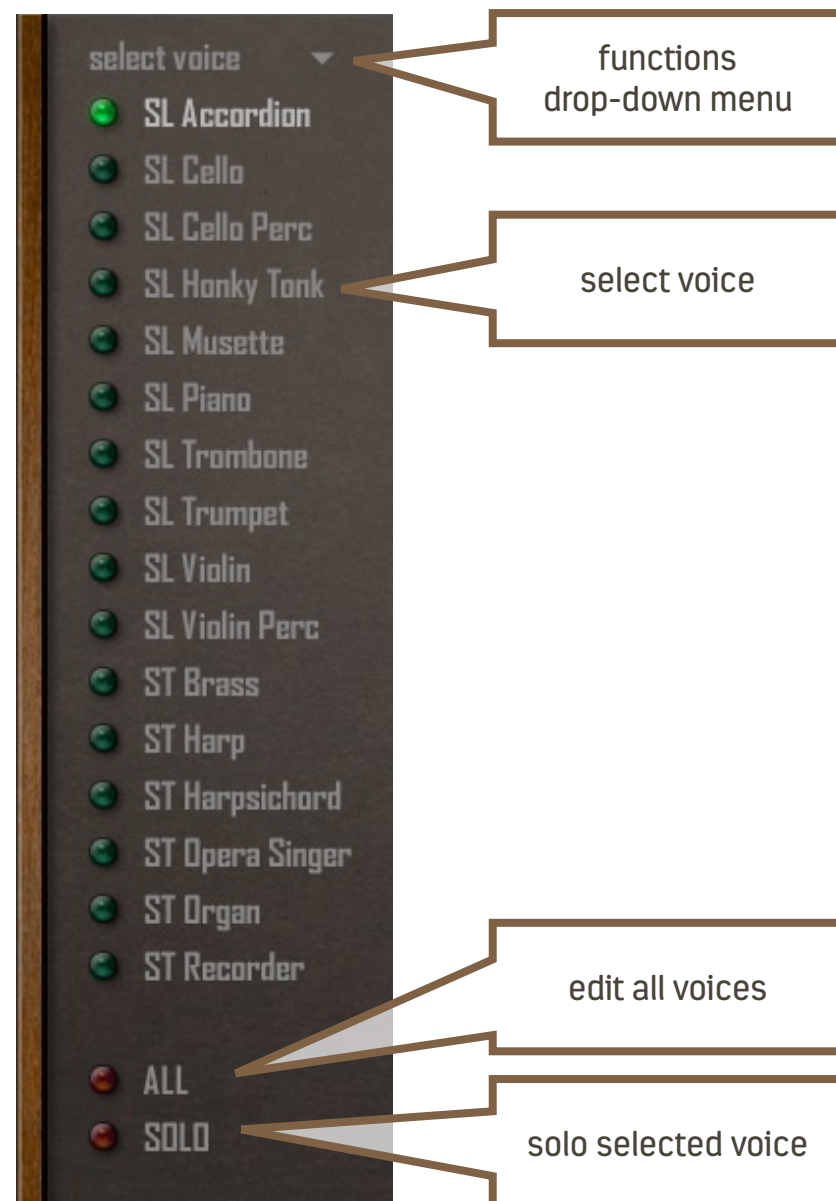 select voice
functions
drop-down menu
SL Accordion
SL Cello
SL Cello Perc
SL Honky Tonk
select voice
SL Musette
SL Piano
SL Trombone
SL Trumpet
SL Violin
SL Violin Perc
ST Brass
ST Harp
ST Harpsichord
ST Opera Singer
ST Organ
ST Recorder
edit all voices
ALL
SOLO
solo selected voice